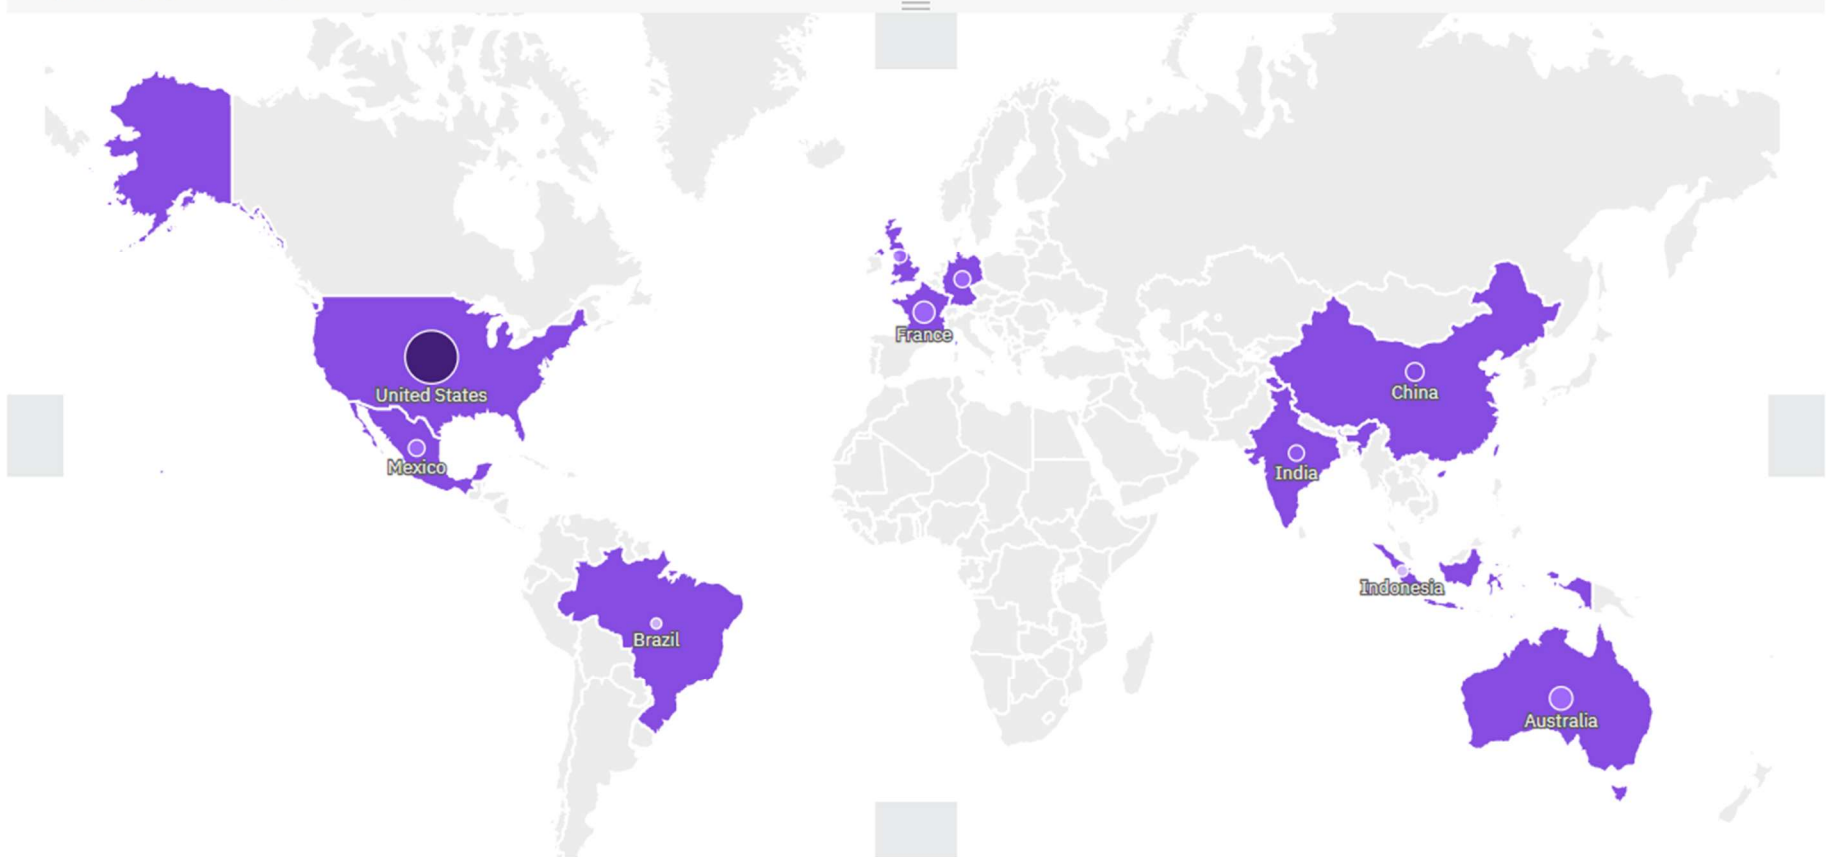 France
United States
China
Mexico
India
Indonesia
Brazil
Australia